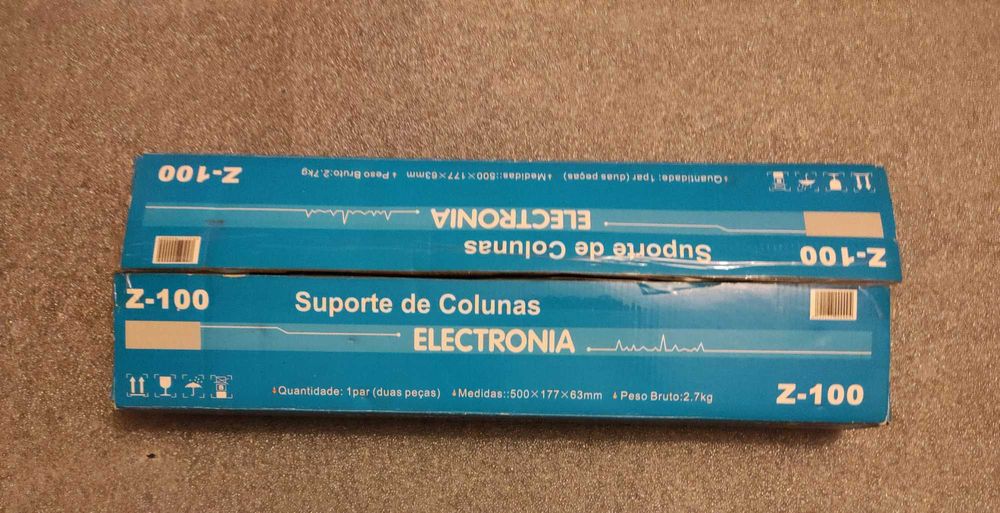 Z-100
+Quantidade: 1par (duas peças) +Medidas::500×177×63mm +Peso Bruto:2.7kg
ELECTRONIA
Suporte de Colunas
Z-100
Z-100 Suporte de Colunas
ELECTRONIA
Quantidade: 1par (duas peças) Medidas::500×177×63mm Peso Bruto:2.7kg
Z-100